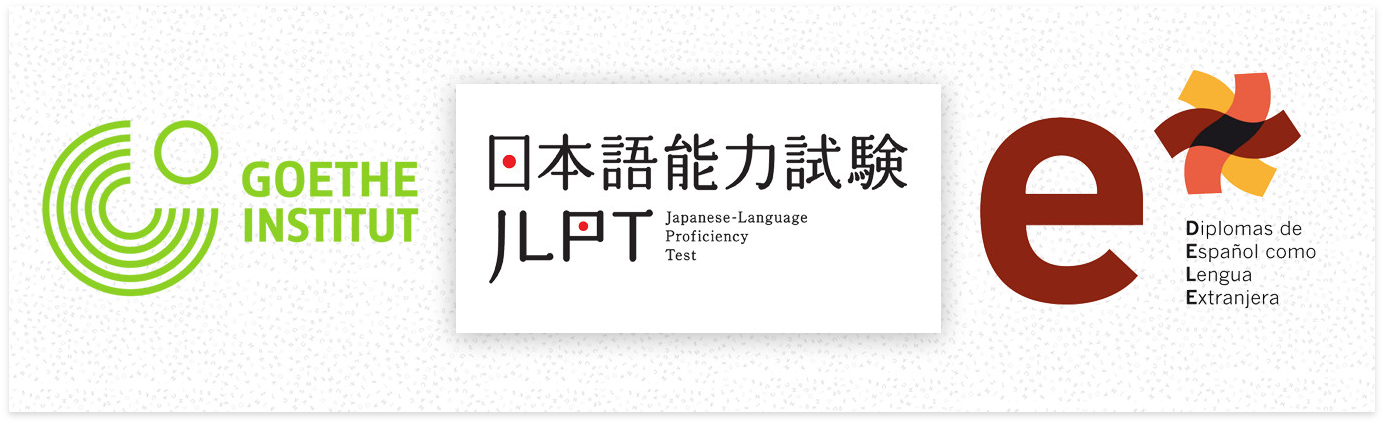 GOETHE
INSTITUT
日本語能力試験
JLPT
Japanese-Language
Proficiency
Test
e
Diplomas de
Español como
Lengua
Extranjera